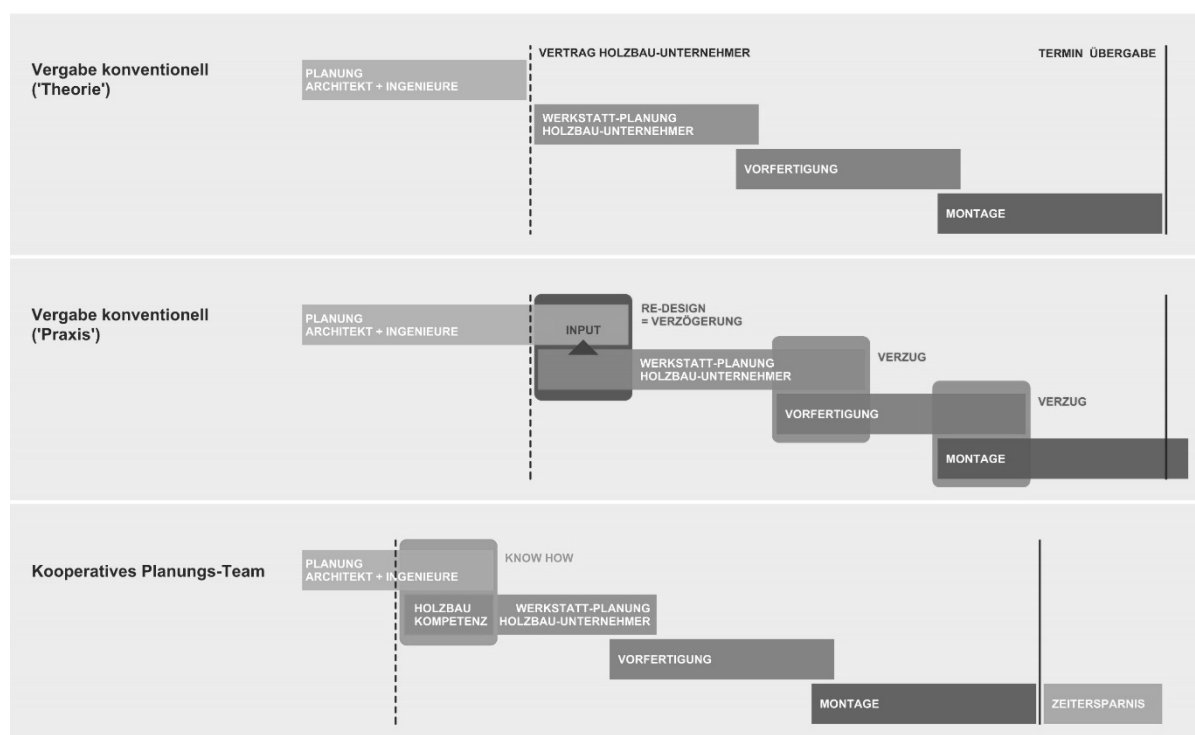 Vergabe konventionell
('Theorie')
PLANUNG
ARCHITEKT + INGENIEURE
VERTRAG HOLZBAU-UNTERNEHMER
TERMIN ÜBERGABE
WERKSTATT-PLANUNG
HOLZBAU-UNTERNEHMER
VORFERTIGUNG
MONTAGE
Vergabe konventionell
('Praxis')
PLANUNG
ARCHITEKT + INGENIEURE
INPUT
RE-DESIGN
= VERZÖGERUNG
WERKSTATT-PLANUNG
HOLZBAU-UNTERNEHMER
VERZUG
VORFERTIGUNG
VERZUG
MONTAGE
Kooperatives Planungs-Team
PLANUNG
ARCHITEKT + INGENIEURE
KNOW HOW
HOLZBAU
KOMPETENZ
WERKSTATT-PLANUNG
HOLZBAU-UNTERNEHMER
VORFERTIGUNG
MONTAGE
ZEITERSPARNIS